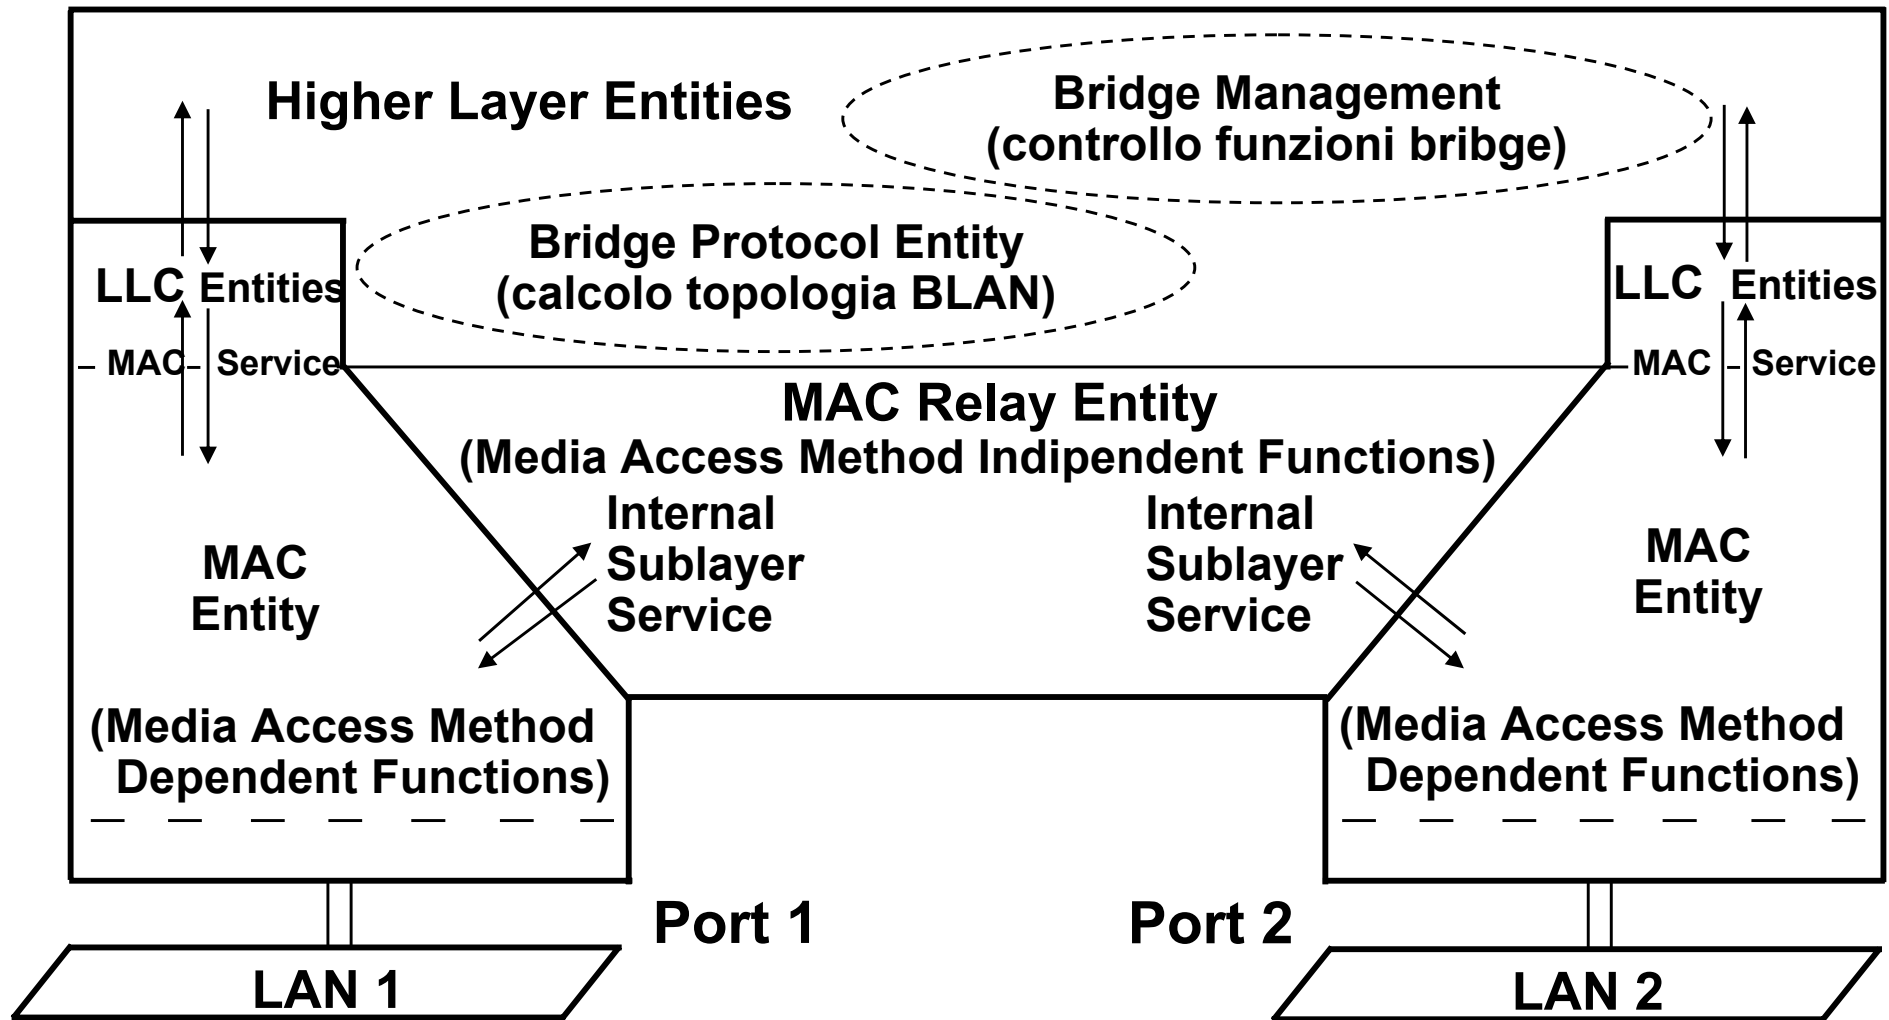 Higher Layer Entities
Bridge Management
(controllo funzioni bribge)
Bridge Protocol Entity
(calcolo topologia BLAN)
LLC Entities
LLC Entities
MAC Service
MAC Service
MAC Relay Entity
(Media Access Method Indipendent Functions)
Internal
Sublayer
Service
Internal
Sublayer
Service
MAC
Entity
MAC
Entity
(Media Access Method
Dependent Functions)
(Media Access Method
Dependent Functions)
Port 1
Port 2
LAN 1
LAN 2